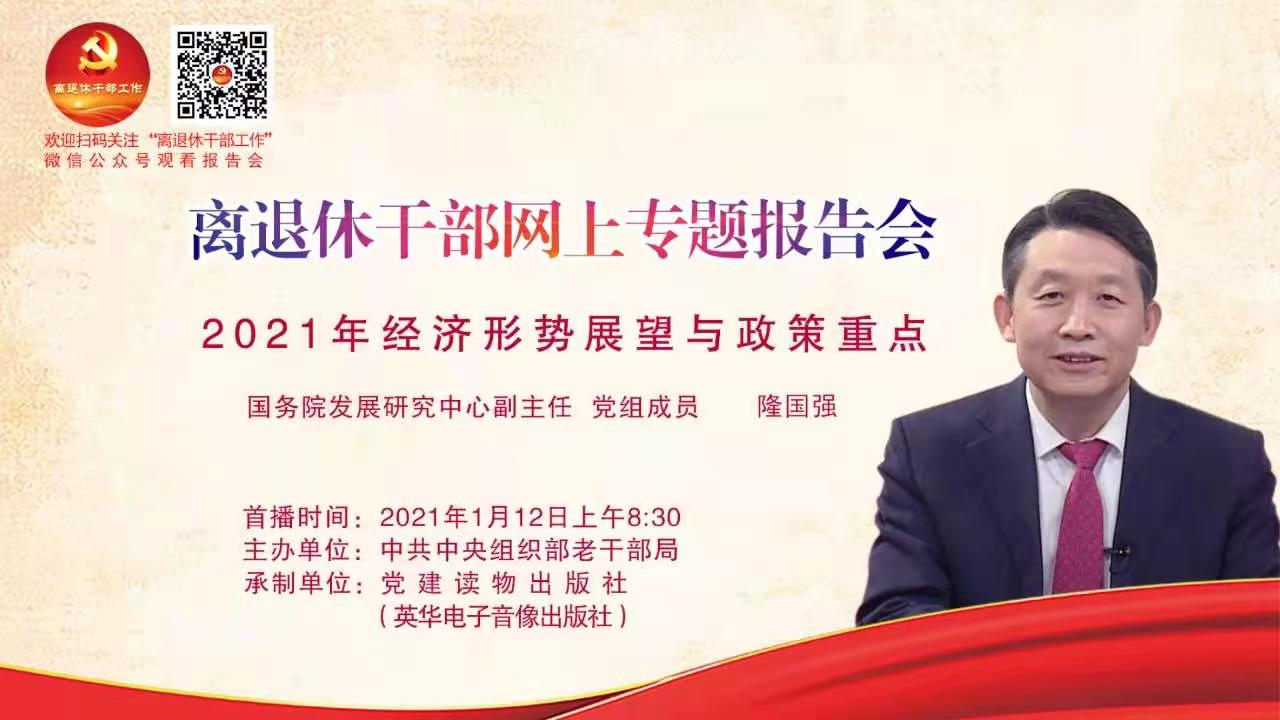 离退休干部工作
欢迎扫码关注“离退休干部工作”
微信公众号观看报告会
离退休干部网上专题报告会
2021年经济形势展望与政策重点
国务院发展研究中心副主任 党组成员 隆国强
首播时间：2021年1月12日上午8:30
主办单位：中共中央组织部老干部局
承制单位：党建读物出版社
（英华电子音像出版社）